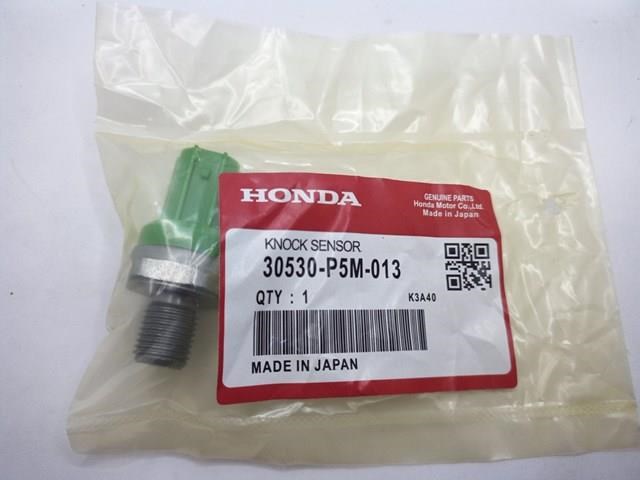 HONDA
GENUINE PARTS
Honda Motor Co.,Ltd.
Made in Japan
KNOCK SENSOR
30530-P5M-013
QTY : 1
K3A40
MADE IN JAPAN